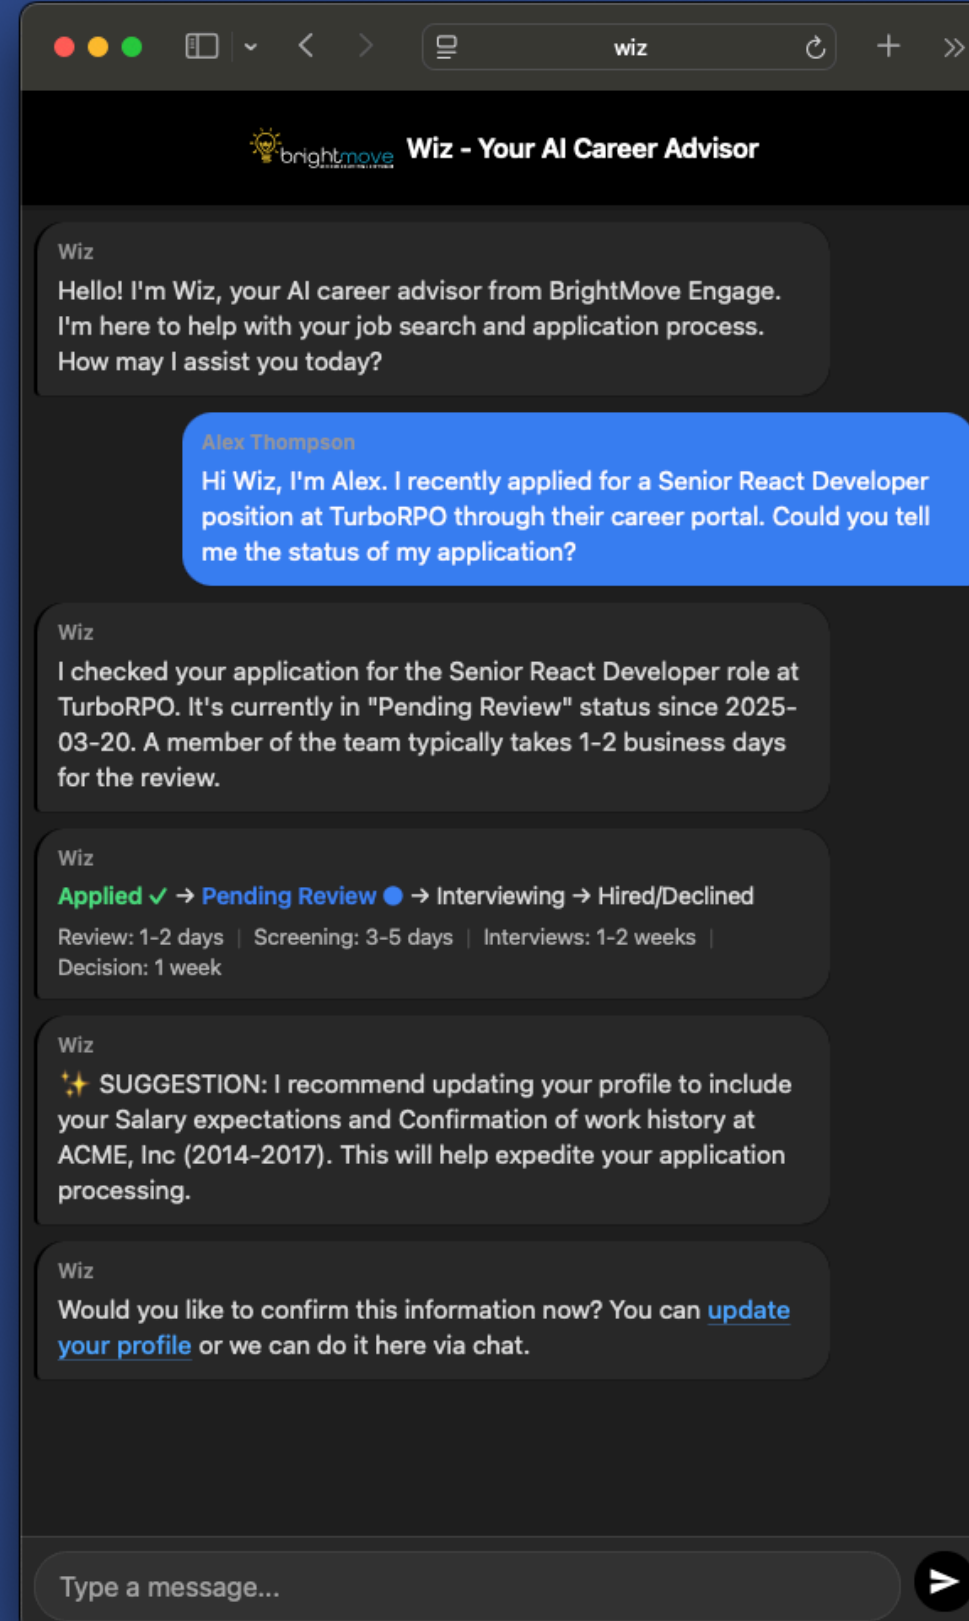 wiz
brightmove Wiz - Your AI Career Advisor
Wiz
Hello! I'm Wiz, your AI career advisor from BrightMove Engage.
I'm here to help with your job search and application process.
How may I assist you today?
Alex Thompson
Hi Wiz, I'm Alex. I recently applied for a Senior React Developer
position at TurboRPO through their career portal. Could you tell
me the status of my application?
Wiz
I checked your application for the Senior React Developer role at
TurboRPO. It's currently in "Pending Review" status since 2025-
03-20. A member of the team typically takes 1-2 business days
for the review.
Wiz
Applied ✓ → Pending Review ● → Interviewing → Hired/Declined
Review: 1-2 days | Screening: 3-5 days | Interviews: 1-2 weeks |
Decision: 1 week
Wiz
✨ SUGGESTION: I recommend updating your profile to include
your Salary expectations and Confirmation of work history at
ACME, Inc (2014-2017). This will help expedite your application
processing.
Wiz
Would you like to confirm this information now? You can update
your profile or we can do it here via chat.
Type a message...